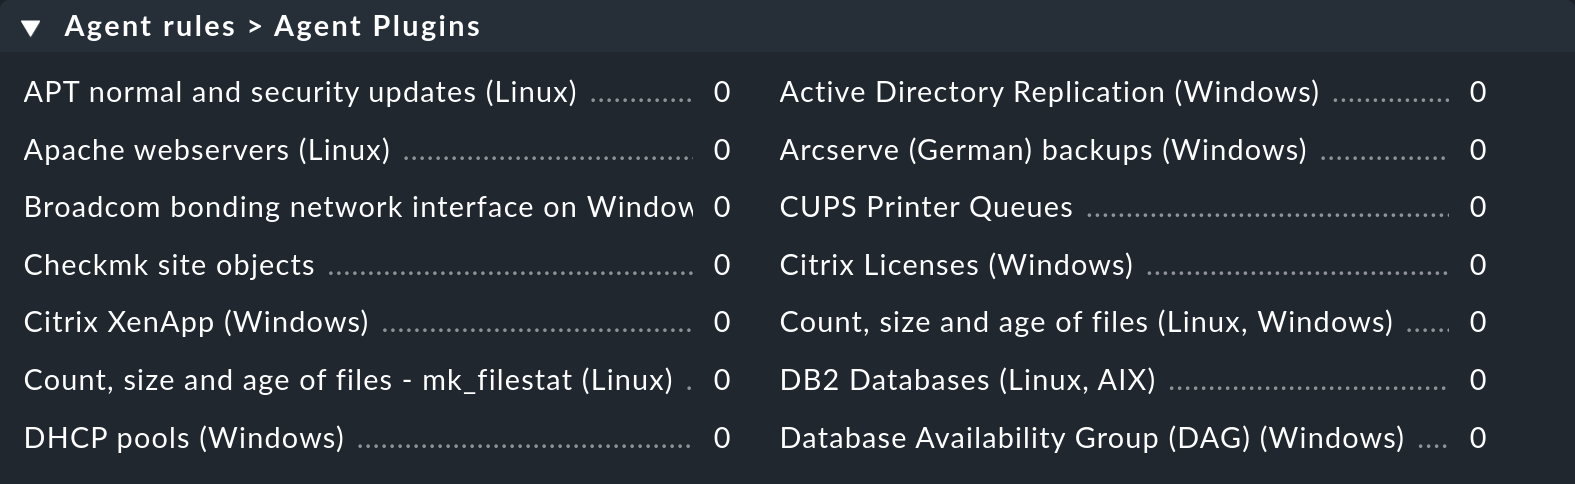 ▼ Agent rules > Agent Plugins
APT normal and security updates (Linux) ............. 0 Active Directory Replication (Windows) ............ 0
Apache webservers (Linux) ............................. 0 Arcserve (German) backups (Windows) ............. 0
Broadcom bonding network interface on Window 0 CUPS Printer Queues ..................................... 0
Checkmk site objects ..................................... 0 Citrix Licenses (Windows) ............................... 0
Citrix XenApp (Windows) ............................... 0 Count, size and age of files (Linux, Windows) ..... 0
Count, size and age of files - mk_filestat (Linux) . 0 DB2 Databases (Linux, AIX) ............................ 0
DHCP pools (Windows) .................................. 0 Database Availability Group (DAG) (Windows) .... 0